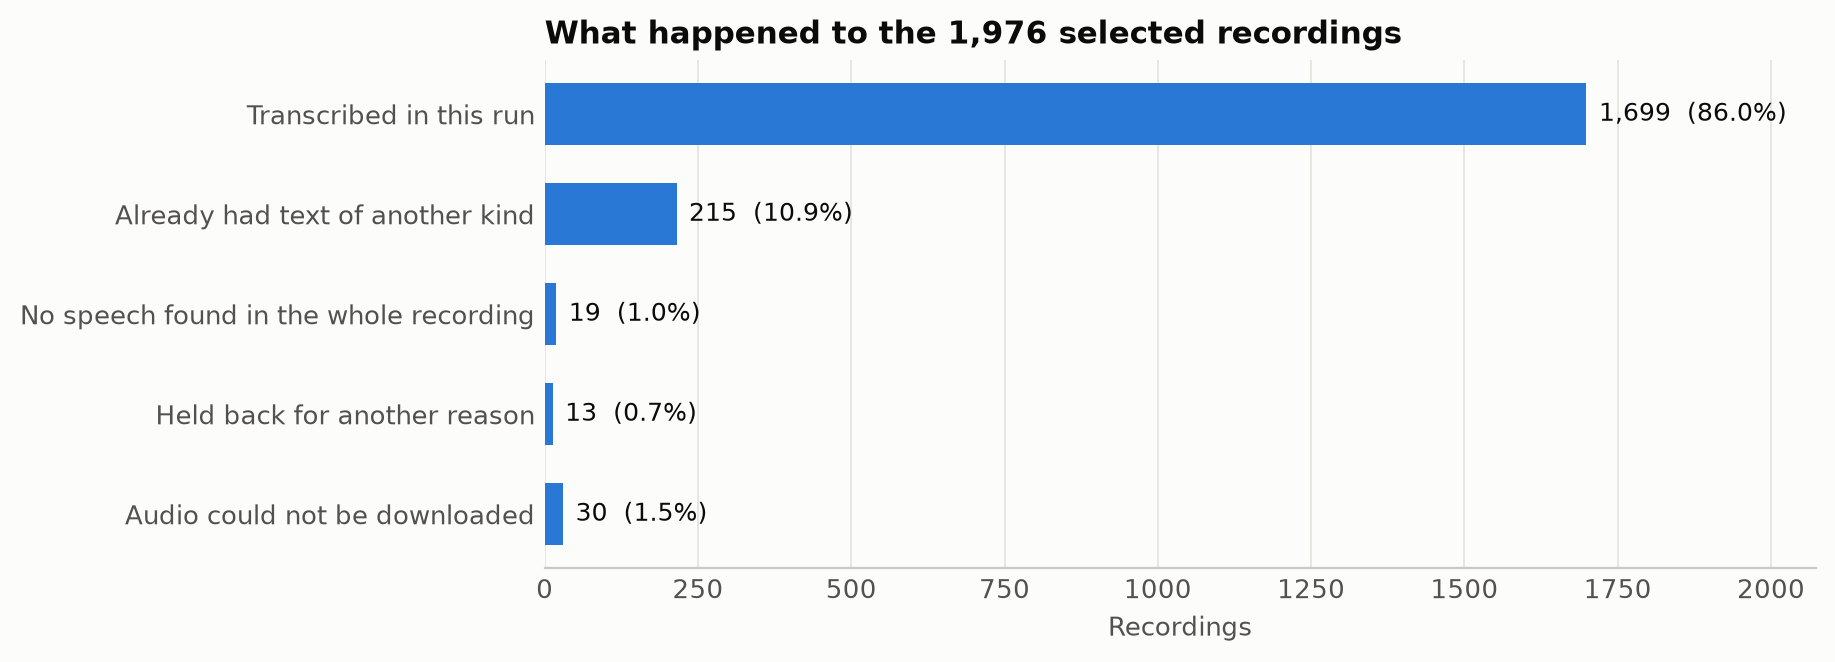 What happened to the 1,976 selected recordings
Transcribed in this run 1,699 (86.0%)
Already had text of another kind 215 (10.9%)
No speech found in the whole recording 19 (1.0%)
Held back for another reason 13 (0.7%)
Audio could not be downloaded 30 (1.5%)
0 250 500 750 1000 1250 1500 1750 2000
Recordings